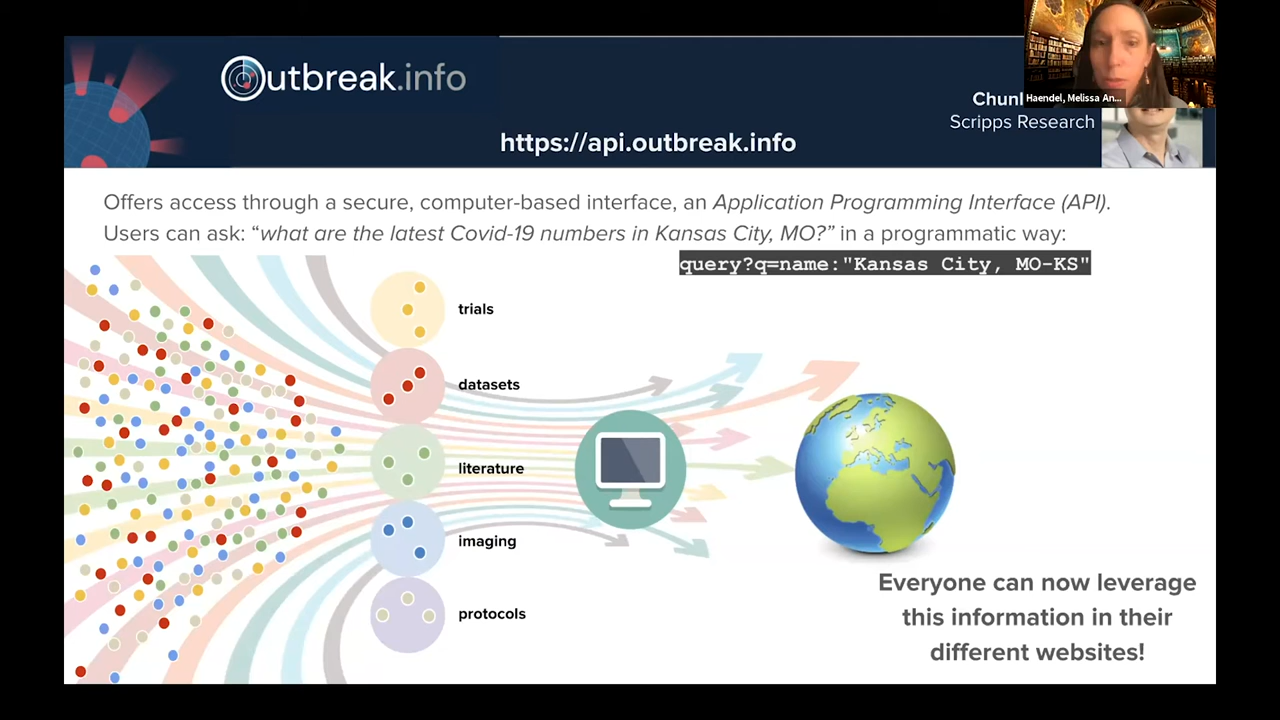 Outbreak.info
https://api.outbreak.info
Chunl
Scripps Research
Haendel, Melissa An...
Offers access through a secure, computer-based interface, an Application Programming Interface (API).
Users can ask: “what are the latest Covid-19 numbers in Kansas City, MO?” in a programmatic way:
query?q=name:"Kansas City, MO-KS"
trials
datasets
literature
imaging
protocols
Everyone can now leverage
this information in their
different websites!